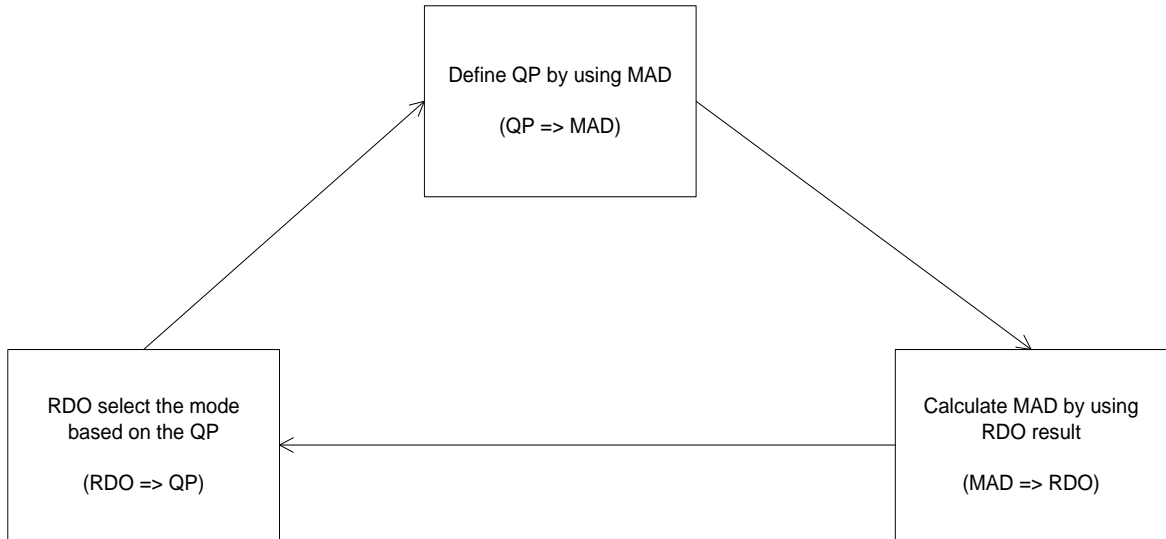 Define QP by using MAD
(QP => MAD)
RDO select the mode
based on the QP
(RDO => QP)
Calculate MAD by using
RDO result
(MAD => RDO)